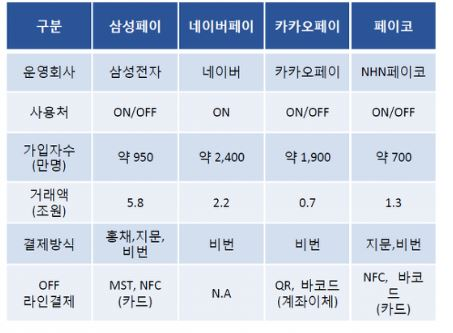 구분 삼성페이 네이버페이 카카오페이 페이코
운영회사 삼성전자 네이버 카카오페이 NHN페이코
사용처 ON/OFF ON ON/OFF ON/OFF
가입자수
(만명) 약 950 약 2,400 약 1,900 약 700
거래액
(조원) 5.8 2.2 0.7 1.3
결제방식 홍채,지문,
비번 비번 비번 지문,비번
OFF
라인결제 MST, NFC
(카드) N.A QR, 바코드
(계좌이체) NFC, 바코
드
(카드)